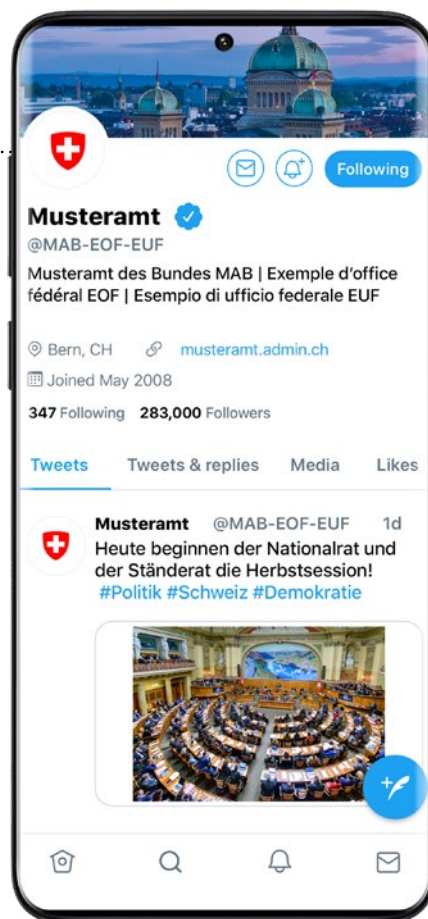 Following
Musteramt
@MAB-EOF-EUF
Musteramt des Bundes MAB | Exemple d'office
fédéral EOF | Esempio di ufficio federale EUF
Bern, CH musteramt.admin.ch
Joined May 2008
347 Following 283,000 Followers
Tweets Tweets & replies Media Likes
Musteramt @MAB-EOF-EUF 1d
Heute beginnen der Nationalrat und
der Ständerat die Herbstsession!
#Politik #Schweiz #Demokratie